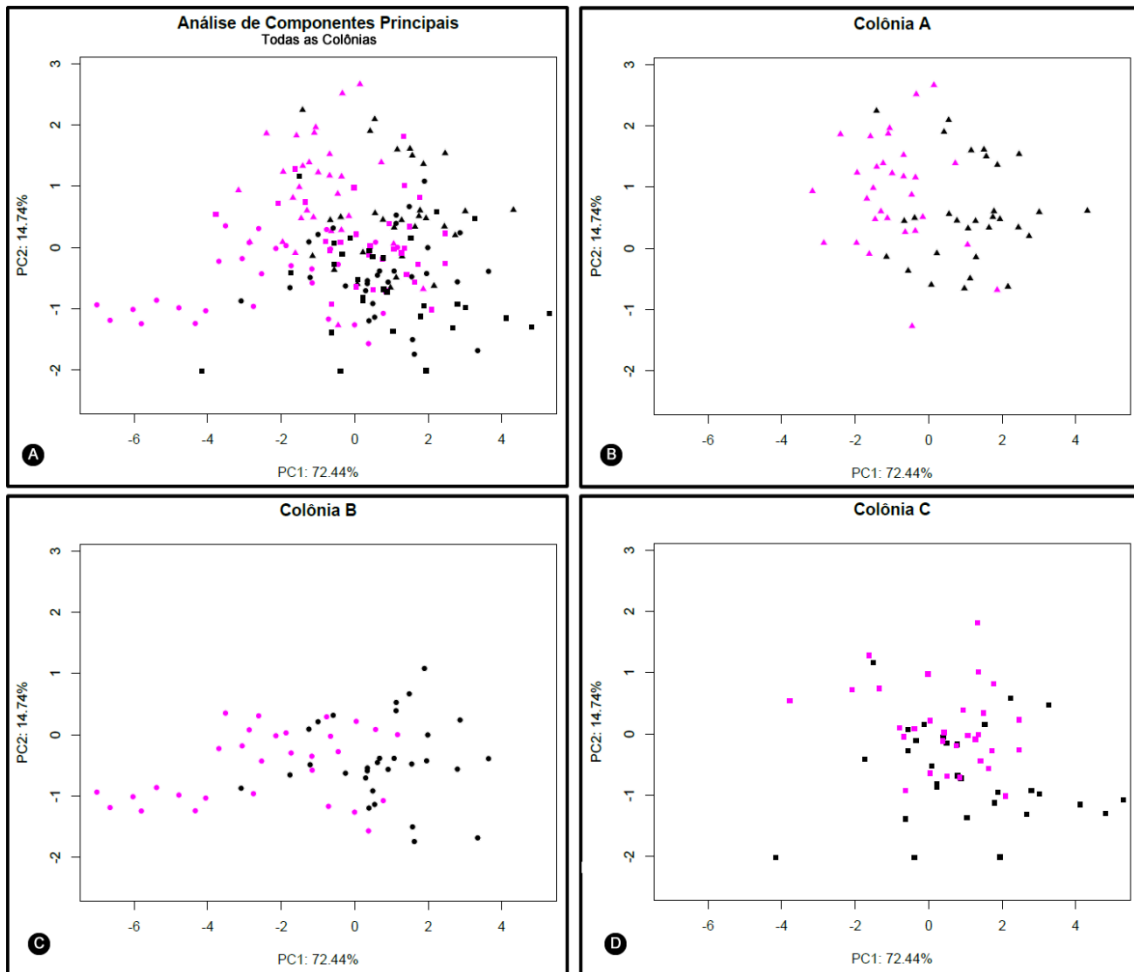 Análise de Componentes Principais
Todas as Colônias
PC2: 14.74%
3
2
1
0
-1
-2
-6
-4
-2
0
2
4
PC1: 72.44%
A
Colônia A
PC2: 14.74%
3
2
1
0
-1
-2
-6
-4
-2
0
2
4
PC1: 72.44%
B
Colônia B
PC2: 14.74%
3
2
1
0
-1
-2
-6
-4
-2
0
2
4
PC1: 72.44%
C
Colônia C
PC2: 14.74%
3
2
1
0
-1
-2
-6
-4
-2
0
2
4
PC1: 72.44%
D